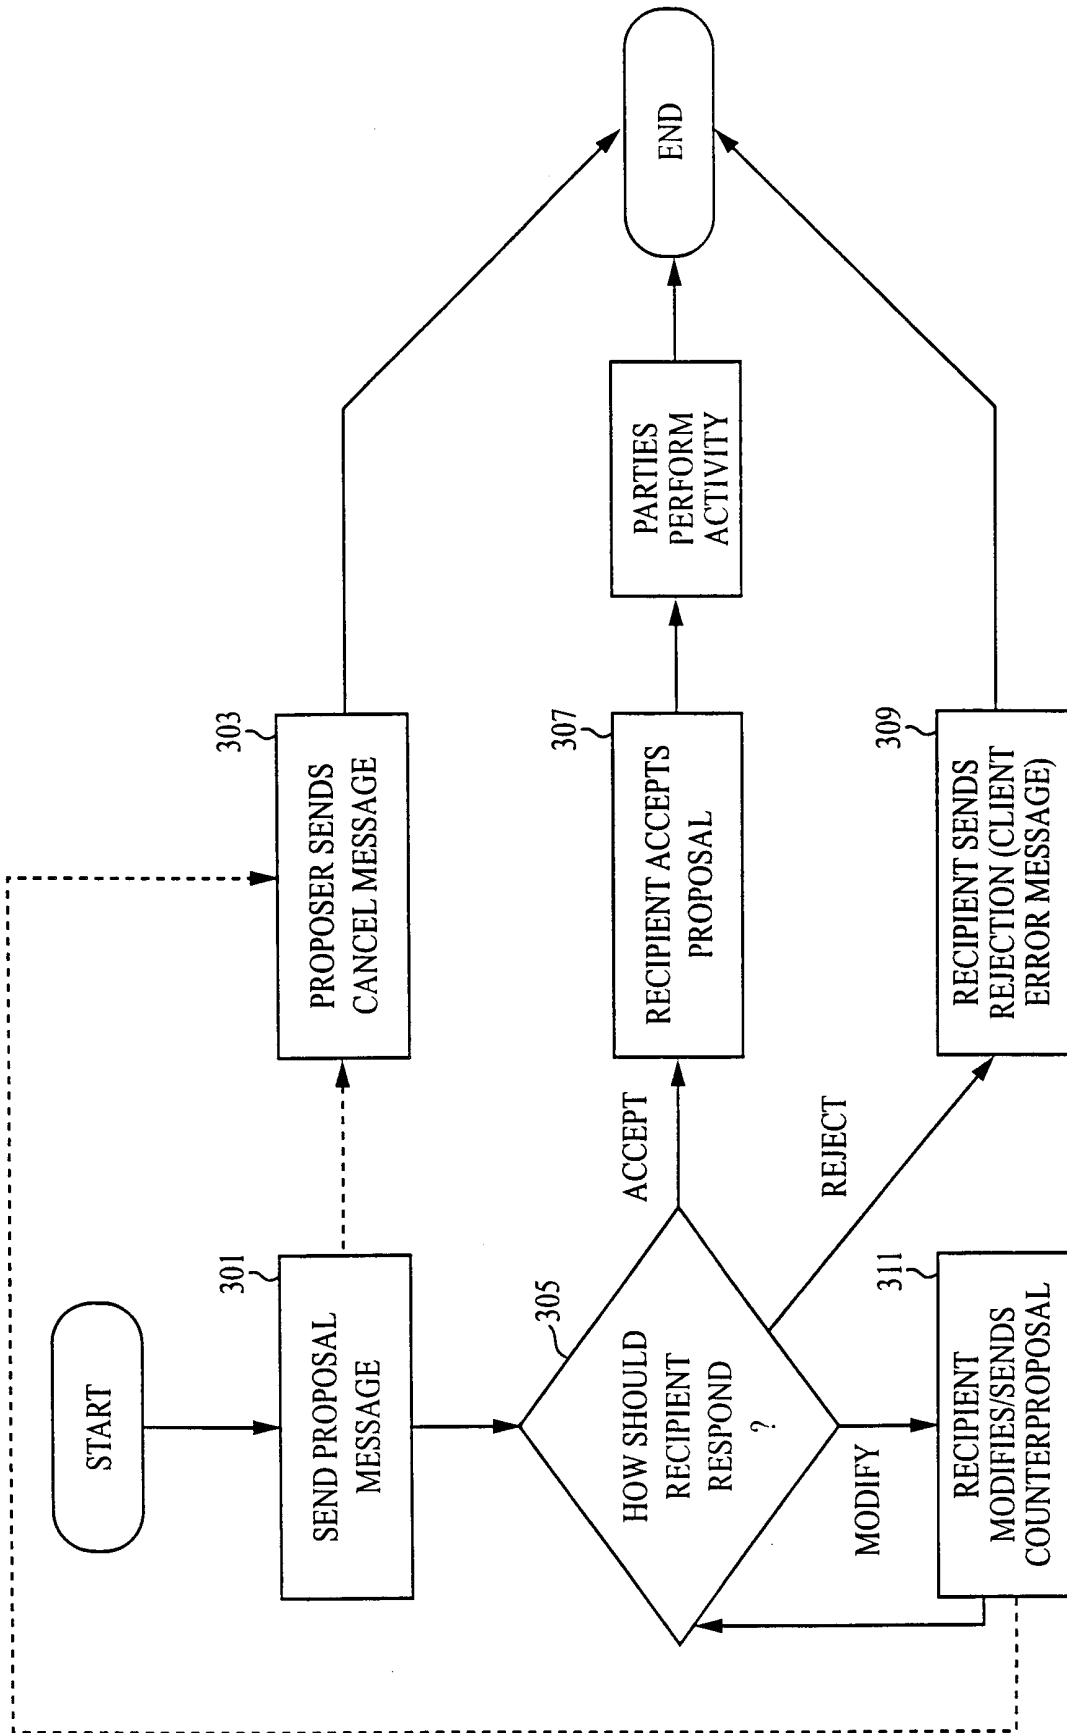 START
301
SEND PROPOSAL
MESSAGE
303
PROPOSER SENDS
CANCEL MESSAGE
305
HOW SHOULD
RECIPIENT
RESPOND
?
ACCEPT
307
RECIPIENT ACCEPTS
PROPOSAL
PARTIES
PERFORM
ACTIVITY
END
REJECT
309
RECIPIENT SENDS
REJECTION (CLIENT
ERROR MESSAGE)
MODIFY
311
RECIPIENT
MODIFIES/SENDS
COUNTERPROPOSAL